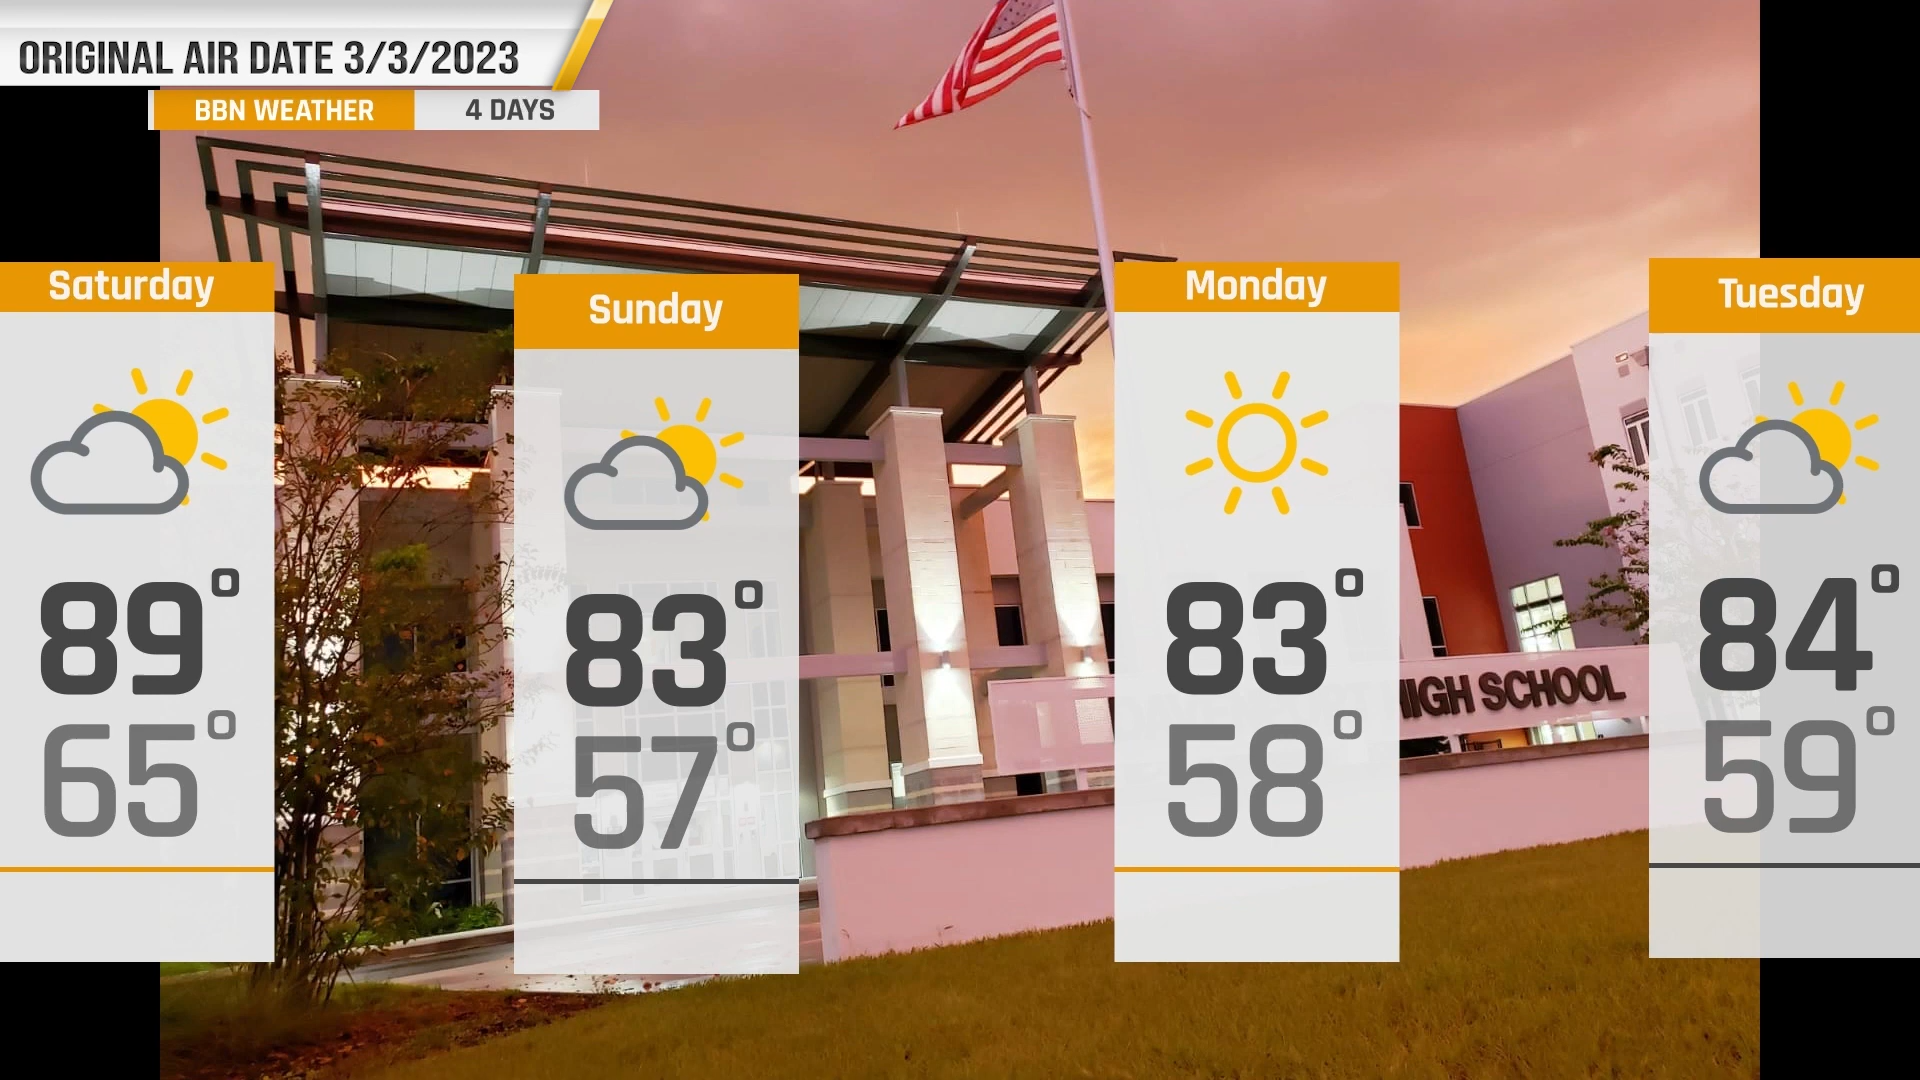 ORIGINAL AIR DATE 3/3/2023
BBN WEATHER
4 DAYS
Saturday
89°
65°
Sunday
83°
57°
Monday
83°
58°
Tuesday
84°
59°
HIGH SCHOOL